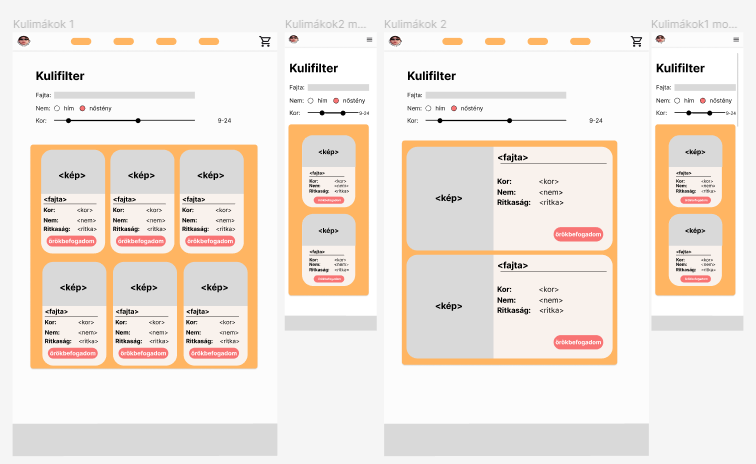 Kulimákok 1
Kulifilter
Fajta:
Nem: hím nőstény
Kor: 9-24
<kép> <kép> <kép>
<fajta> <fajta> <fajta>
Kor: <kor> Kor: <kor> Kor: <kor>
Nem: <nem> Nem: <nem> Nem: <nem>
Ritkaság: <ritka> Ritkaság: <ritka> Ritkaság: <ritka>
örökbefogadom örökbefogadom örökbefogadom
<kép> <kép> <kép>
<fajta> <fajta> <fajta>
Kor: <kor> Kor: <kor> Kor: <kor>
Nem: <nem> Nem: <nem> Nem: <nem>
Ritkaság: <ritka> Ritkaság: <ritka> Ritkaság: <ritka>
örökbefogadom örökbefogadom örökbefogadom
Kulimákok2 m...
Kulifilter
Fajta:
Nem: hím nőstény
Kor: 9-24
<kép>
<fajta>
Kor: <kor>
Nem: <nem>
Ritkaság: <ritka>
örökbefogadom
<kép>
<fajta>
Kor: <kor>
Nem: <nem>
Ritkaság: <ritka>
örökbefogadom
Kulimákok 2
Kulifilter
Fajta:
Nem: hím nőstény
Kor: 9-24
<kép>
<fajta>
Kor: <kor>
Nem: <nem>
Ritkaság: <ritka>
örökbefogadom
<kép>
<fajta>
Kor: <kor>
Nem: <nem>
Ritkaság: <ritka>
örökbefogadom
Kulimákok1 mo...
Kulifilter
Fajta:
Nem: hím nőstény
Kor: 9-24
<kép>
<fajta>
Kor: <kor>
Nem: <nem>
Ritkaság: <ritka>
örökbefogadom
<kép>
<fajta>
Kor: <kor>
Nem: <nem>
Ritkaság: <ritka>
örökbefogadom